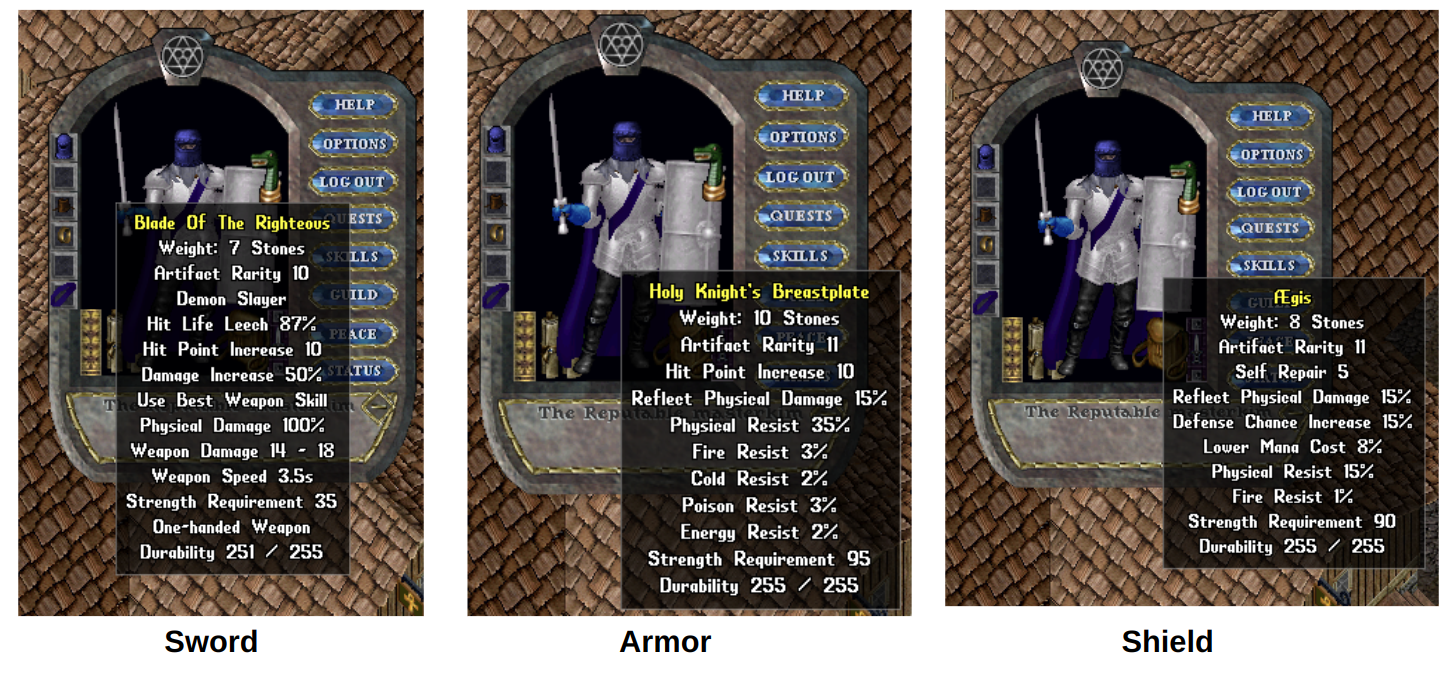 HELP
OPTIONS
LOG OUT
QUESTS
SKILLS
GUILD
PEACE
STATUS
Blade Of The Righteous
Weight: 7 Stones
Artifact Rarity 10
Demon Slayer
Hit Life Leech 87%
Hit Point Increase 10
Damage Increase 50%
Use Best Weapon Skill
Physical Damage 100%
Weapon Damage 14 - 18
Weapon Speed 3.5s
Strength Requirement 35
One-handed Weapon
Durability 251 / 255
Sword
HELP
OPTIONS
LOG OUT
QUESTS
SKILLS
PEACE
Holy Knight's Breastplate
Weight: 10 Stones
Artifact Rarity 11
Hit Point Increase 10
Reflect Physical Damage 15%
Physical Resist 35%
Fire Resist 3%
Cold Resist 2%
Poison Resist 3%
Energy Resist 2%
Strength Requirement 95
Durability 255 / 255
The Reputable masterkim
Armor
HELP
OPTIONS
LOG OUT
QUESTS
SKILLS
Ægis
Weight: 8 Stones
Artifact Rarity 11
Self Repair 5
Reflect Physical Damage 15%
Defense Chance Increase 15%
Lower Mana Cost 8%
Physical Resist 15%
Fire Resist 1%
Strength Requirement 90
Durability 255 / 255
The Reputable
Shield